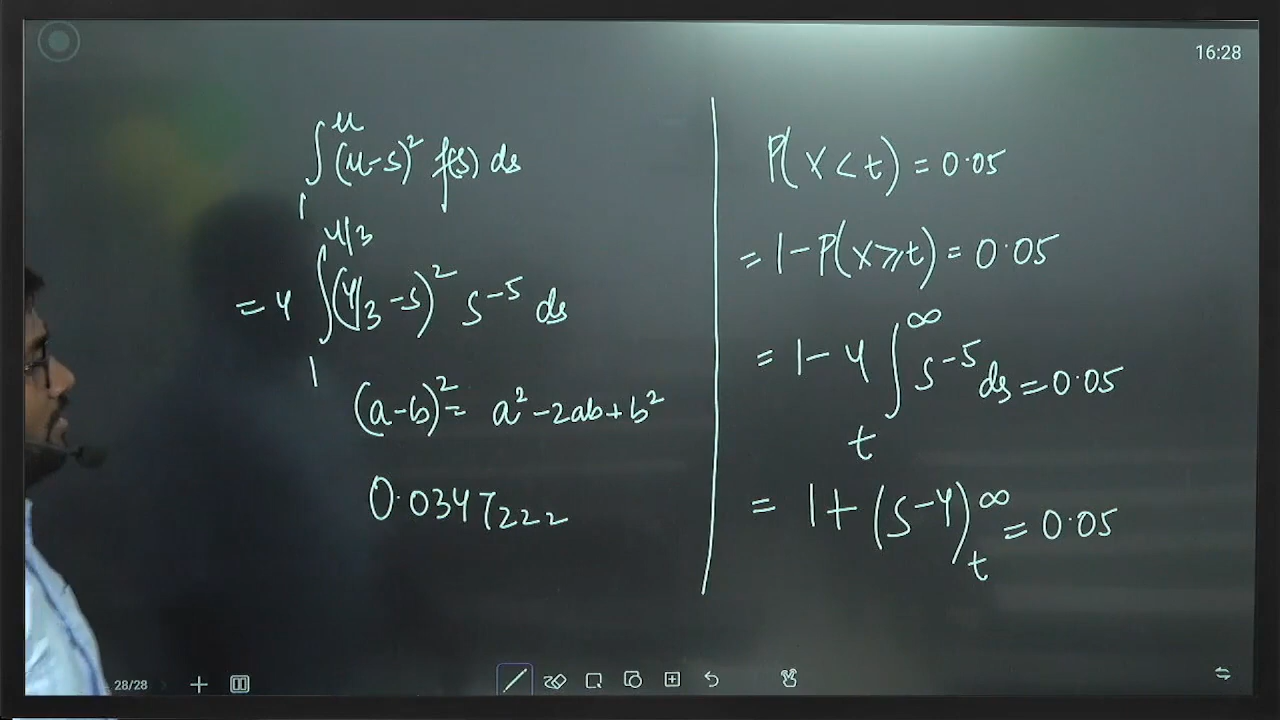 16:28
∫₁^μ (μ-s)² f(s) ds
= 4 ∫₁^4/3 (4/3 - s)² s⁻⁵ ds
(a-b)² = a² - 2ab + b²
0.0347222
P(X < t) = 0.05
= 1 - P(X ≥ t) = 0.05
= 1 - 4 ∫ₜ^∞ s⁻⁵ ds = 0.05
= 1 + (s⁻⁴)ₜ^∞ = 0.05
28/28